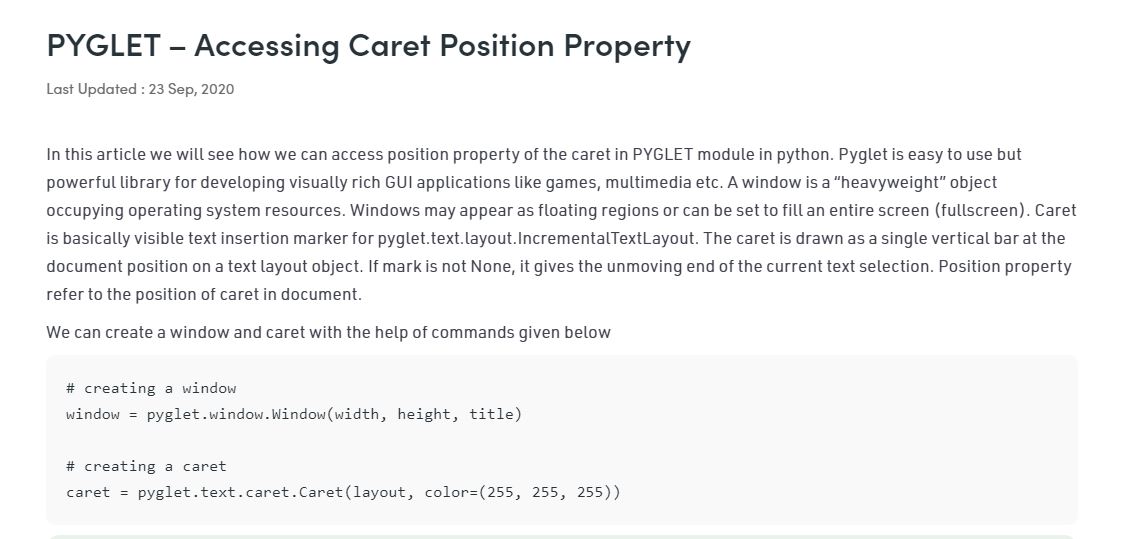 PYGLET – Accessing Caret Position Property
Last Updated : 23 Sep, 2020
In this article we will see how we can access position property of the caret in PYGLET module in python. Pyglet is easy to use but
powerful library for developing visually rich GUI applications like games, multimedia etc. A window is a “heavyweight” object
occupying operating system resources. Windows may appear as floating regions or can be set to fill an entire screen (fullscreen). Caret
is basically visible text insertion marker for pyglet.text.layout.IncrementalTextLayout. The caret is drawn as a single vertical bar at the
document position on a text layout object. If mark is not None, it gives the unmoving end of the current text selection. Position property
refer to the position of caret in document.
We can create a window and caret with the help of commands given below
# creating a window
window = pyglet.window.Window(width, height, title)
# creating a caret
caret = pyglet.text.caret.Caret(layout, color=(255, 255, 255))